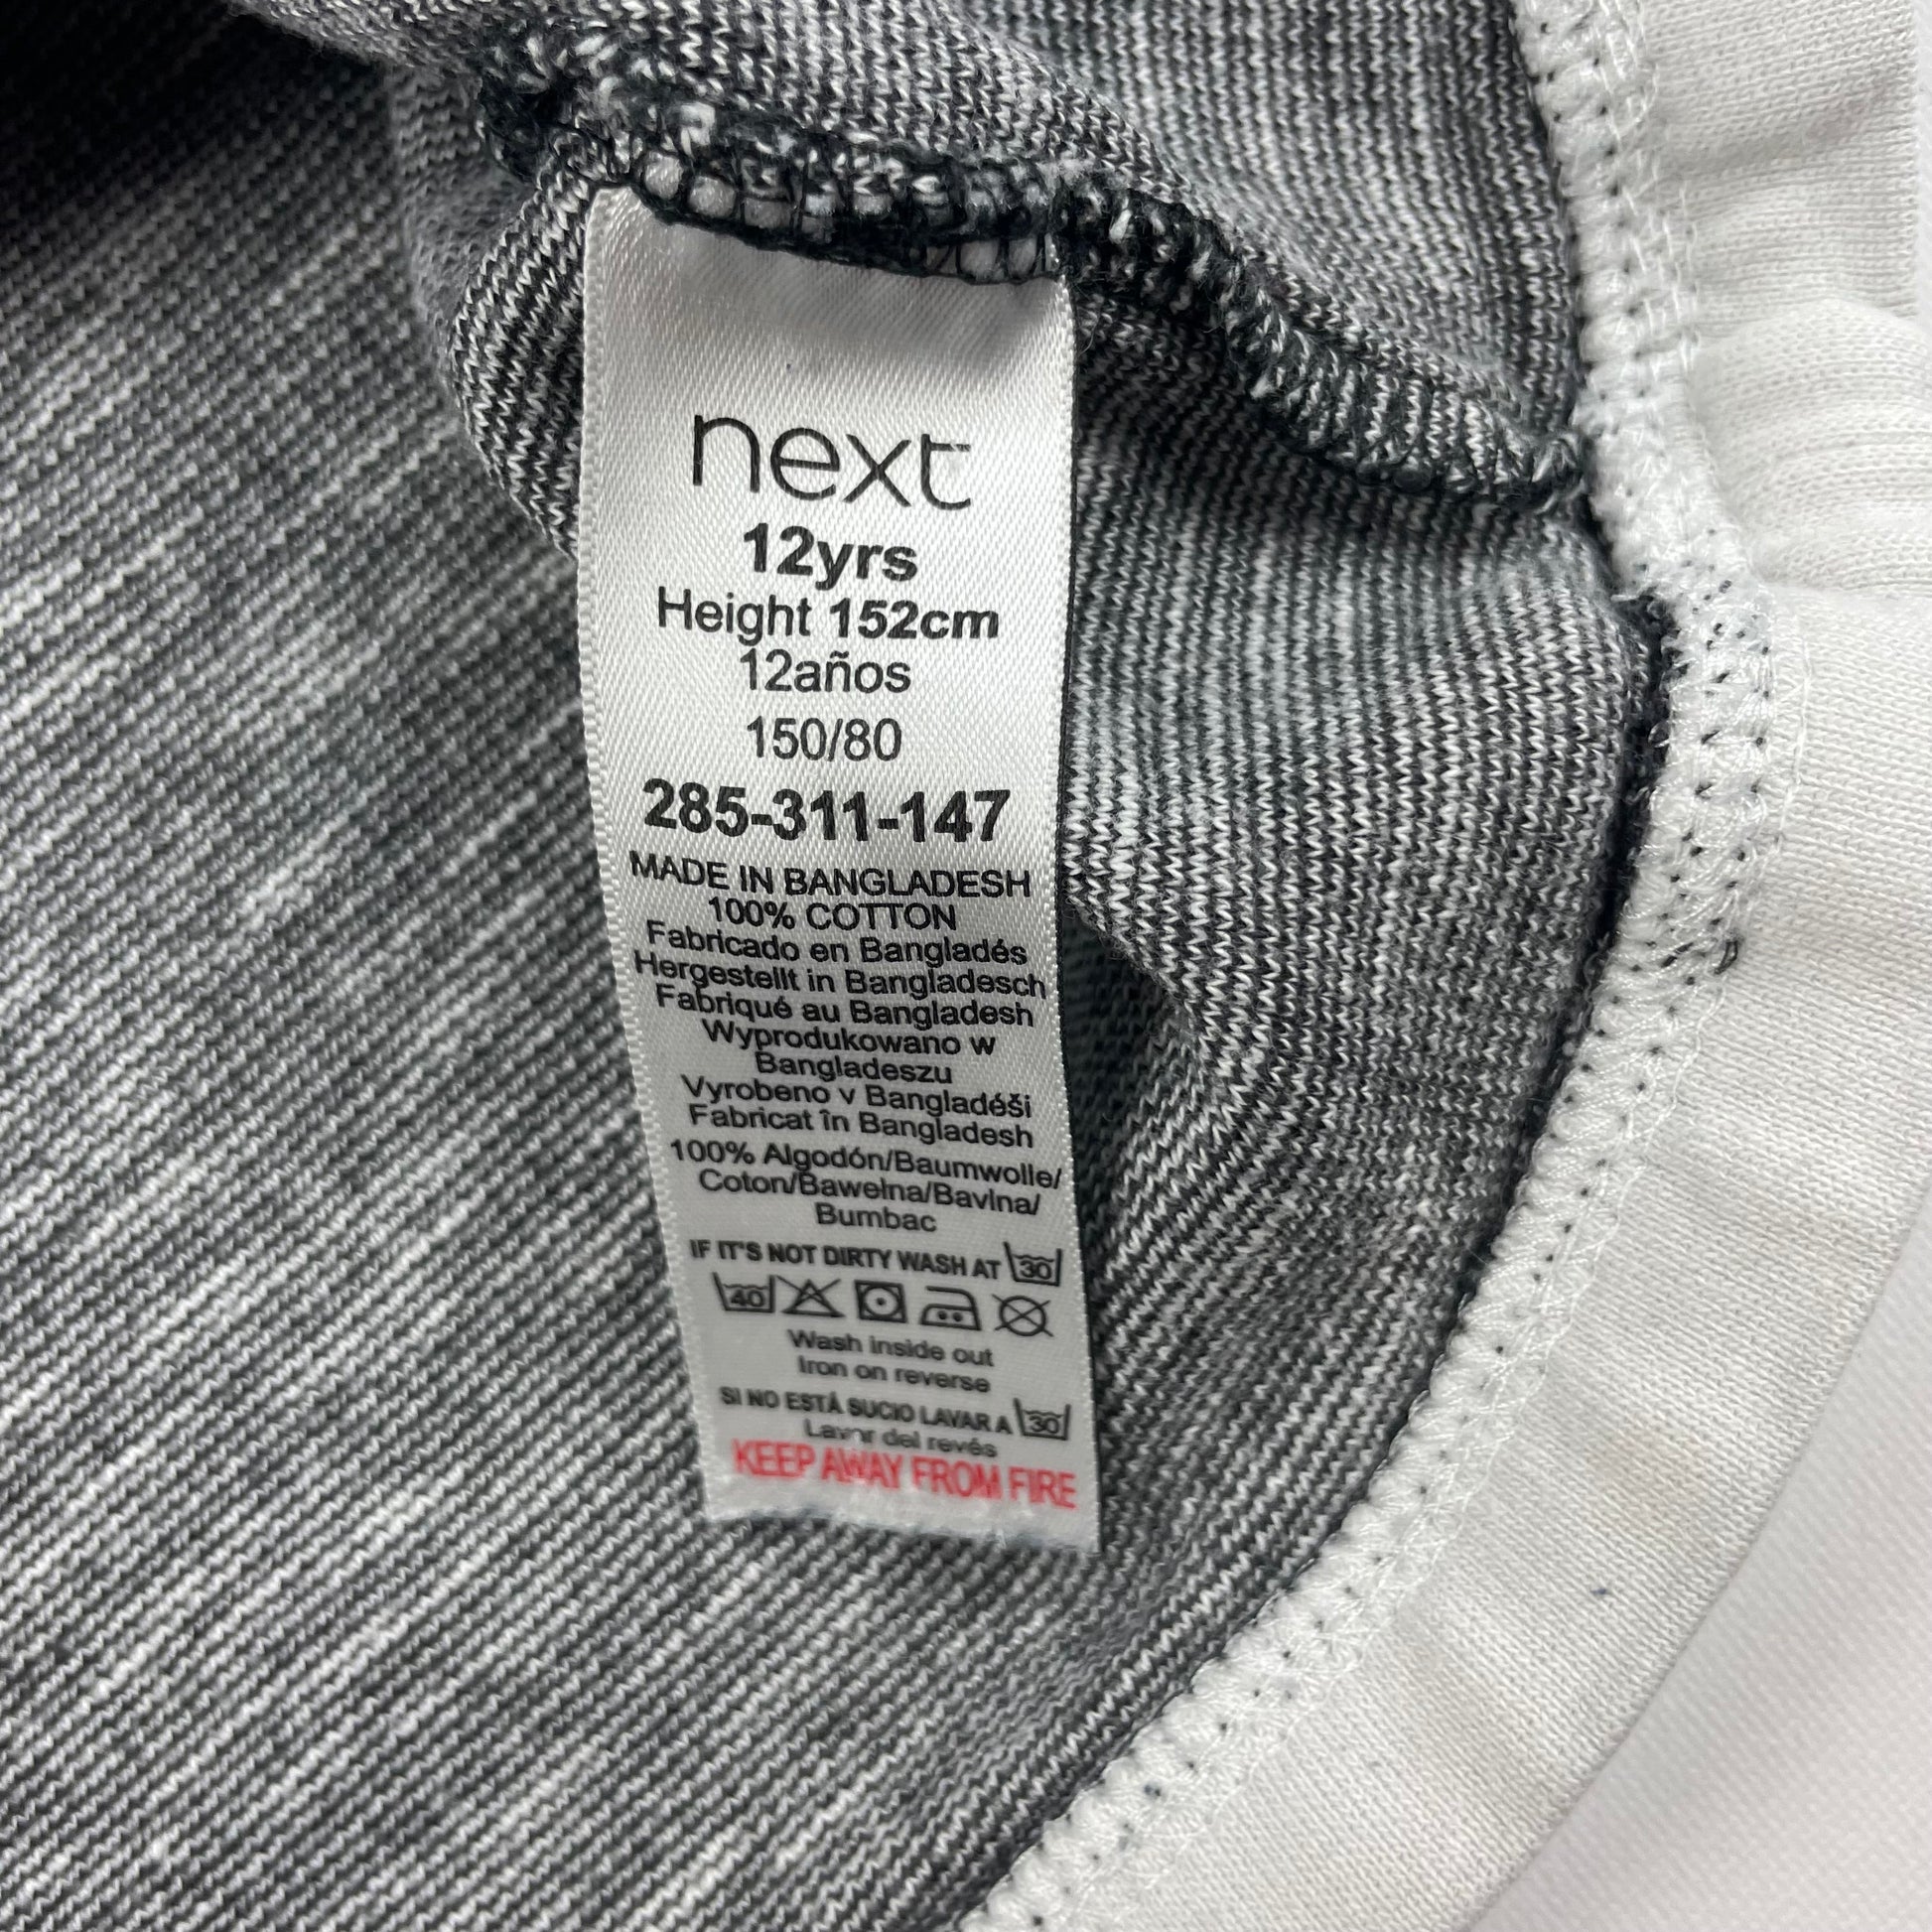 next
12yrs
Height 152cm
12años
150/80
285-311-147
MADE IN BANGLADESH
100% COTTON
Fabricado en Bangladés
Hergestellt in Bangladesch
Fabriqué au Bangladesh
Wyprodukowano w
Bangladeszu
Vyrobeno v Bangladéši
Fabricat în Bangladesh
100% Algodón/Baumwolle/
Coton/Bawełna/Bavlna/
Bumbac
IF IT'S NOT DIRTY WASH AT 30
40
Wash inside out
Iron on reverse
SI NO ESTÁ SUCIO LAVAR A 30
Lavar del revés
KEEP AWAY FROM FIRE